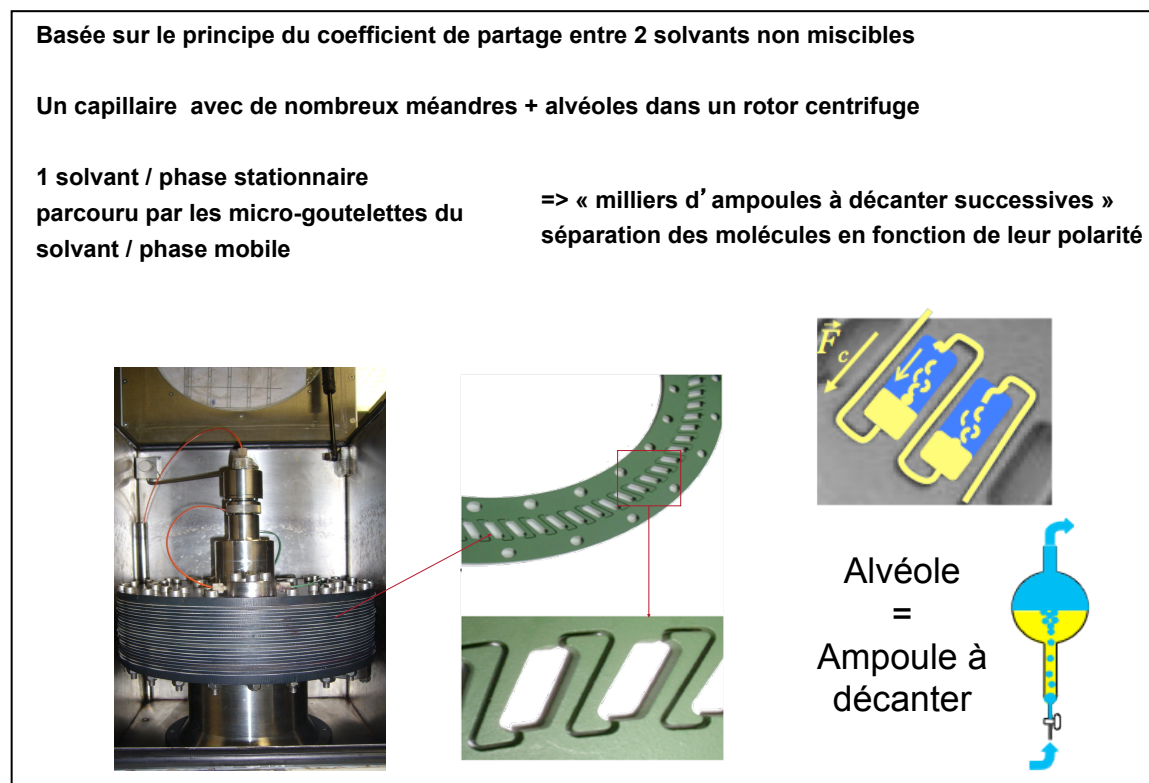 Basée sur le principe du coefficient de partage entre 2 solvants non miscibles
Un capillaire avec de nombreux méandres + alvéoles dans un rotor centrifuge
1 solvant / phase stationnaire
parcouru par les micro-goutelettes du
solvant / phase mobile
=> « milliers d’ampoules à décanter successives »
séparation des molécules en fonction de leur polarité
F c
Alvéole
=
Ampoule à
décanter